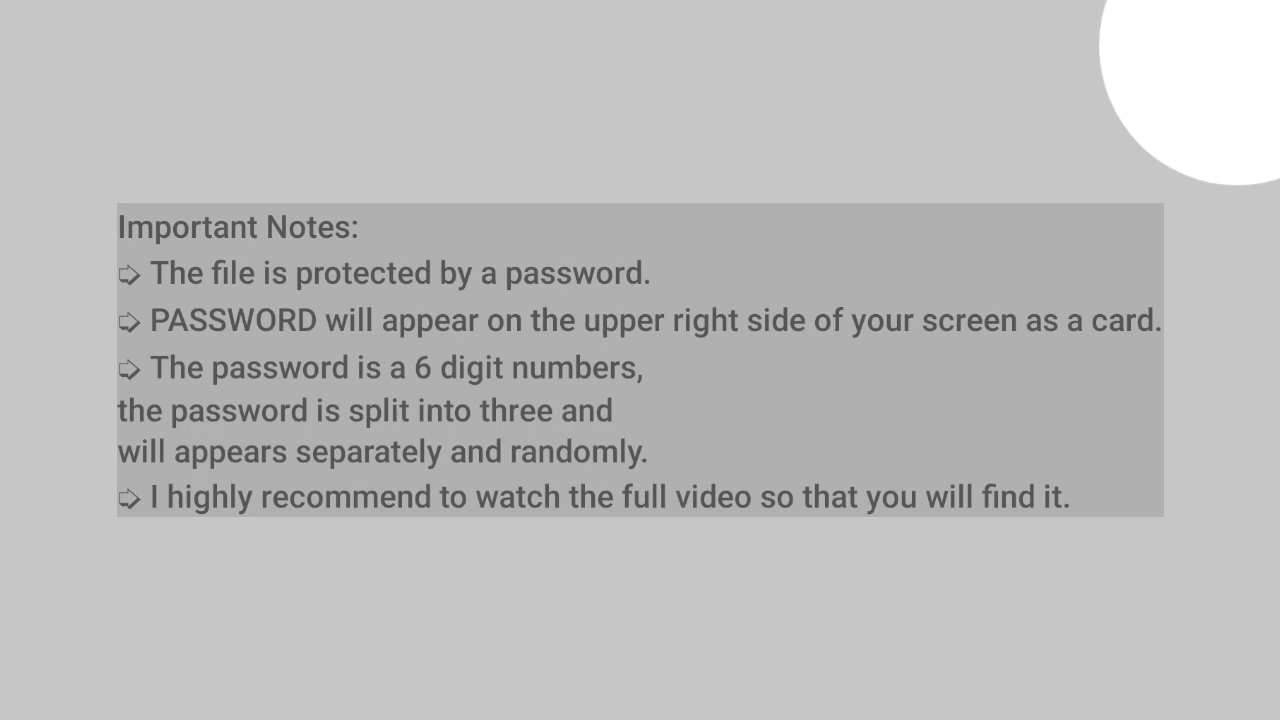 Important Notes:
➩ The file is protected by a password.
➩ PASSWORD will appear on the upper right side of your screen as a card.
➩ The password is a 6 digit numbers,
the password is split into three and
will appears separately and randomly.
➩ I highly recommend to watch the full video so that you will find it.